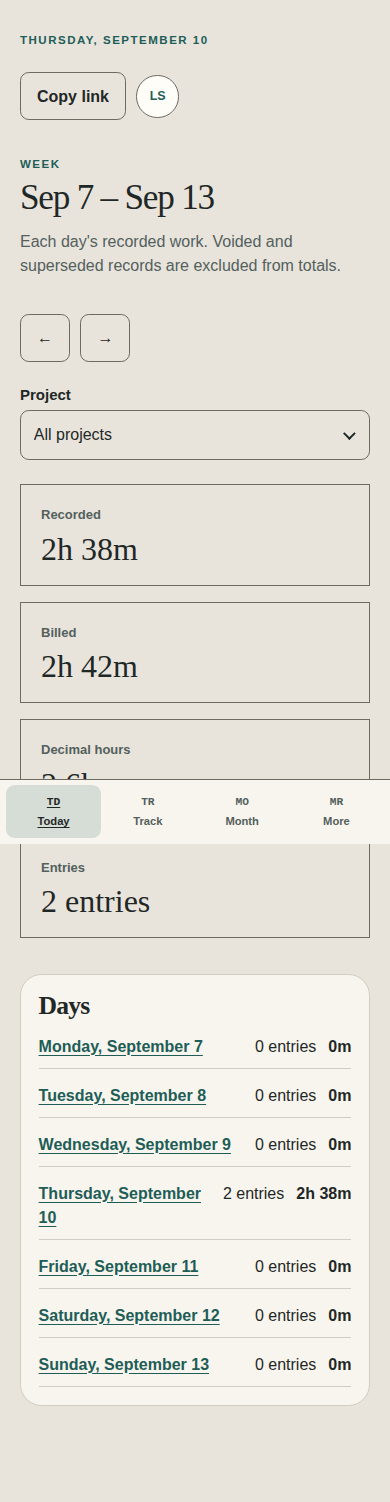 THURSDAY, SEPTEMBER 10
Copy link
LS
WEEK
Sep 7 – Sep 13
Each day's recorded work. Voided and
superseded records are excluded from totals.
←
→
Project
All projects
Recorded
2h 38m
Billed
2h 42m
Decimal hours
TD
Today
TR
Track
MO
Month
MR
More
Entries
2 entries
Days
Monday, September 7 0 entries 0m
Tuesday, September 8 0 entries 0m
Wednesday, September 9 0 entries 0m
Thursday, September 2 entries 2h 38m
10
Friday, September 11 0 entries 0m
Saturday, September 12 0 entries 0m
Sunday, September 13 0 entries 0m